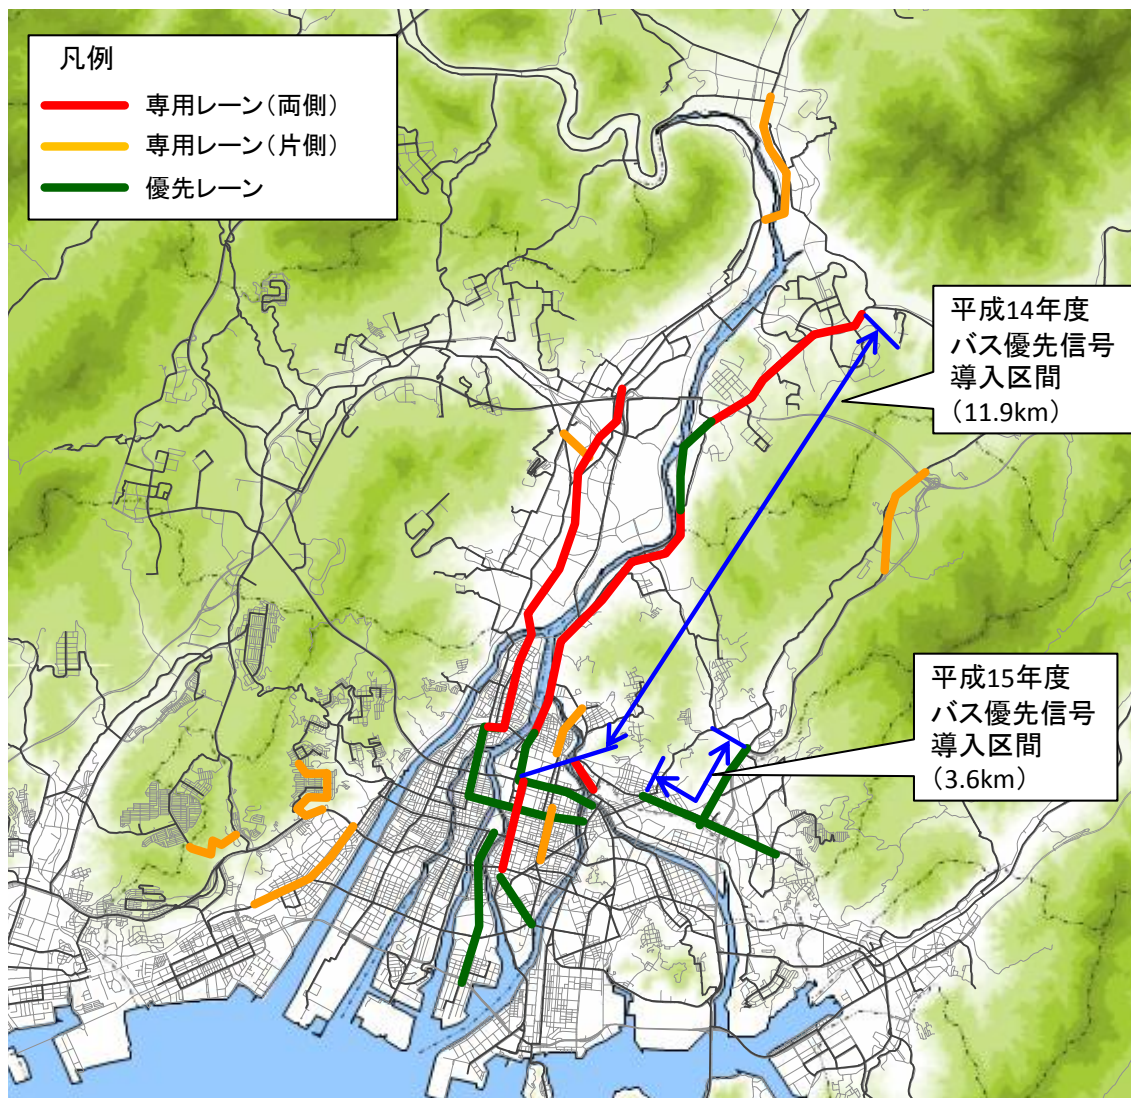 凡例
専用レーン(両側)
専用レーン(片側)
優先レーン
平成14年度
バス優先信号
導入区間
(11.9km)
平成15年度
バス優先信号
導入区間
(3.6km)